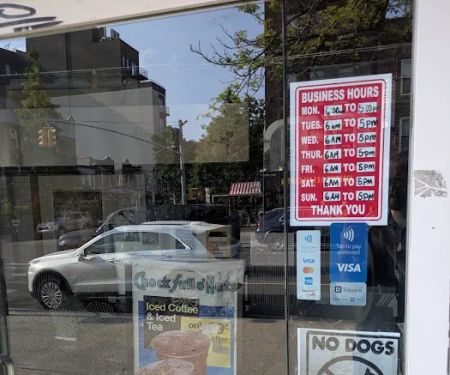 BUSINESS HOURS
MON. 6AM TO 5pm
TUES. 6AM TO 5PM
WED. 6AM TO 5PM
THUR. 6AM TO 5PM
FRI. 6AM TO 5pm
SAT. 6AM TO 5pm
SUN. 6AM TO 5pm
THANK YOU
Tap to Pay
preferred
VISA
VISA
Square
Chock full o' Nuts
Iced Coffee
& Iced
Tea
NO DOGS